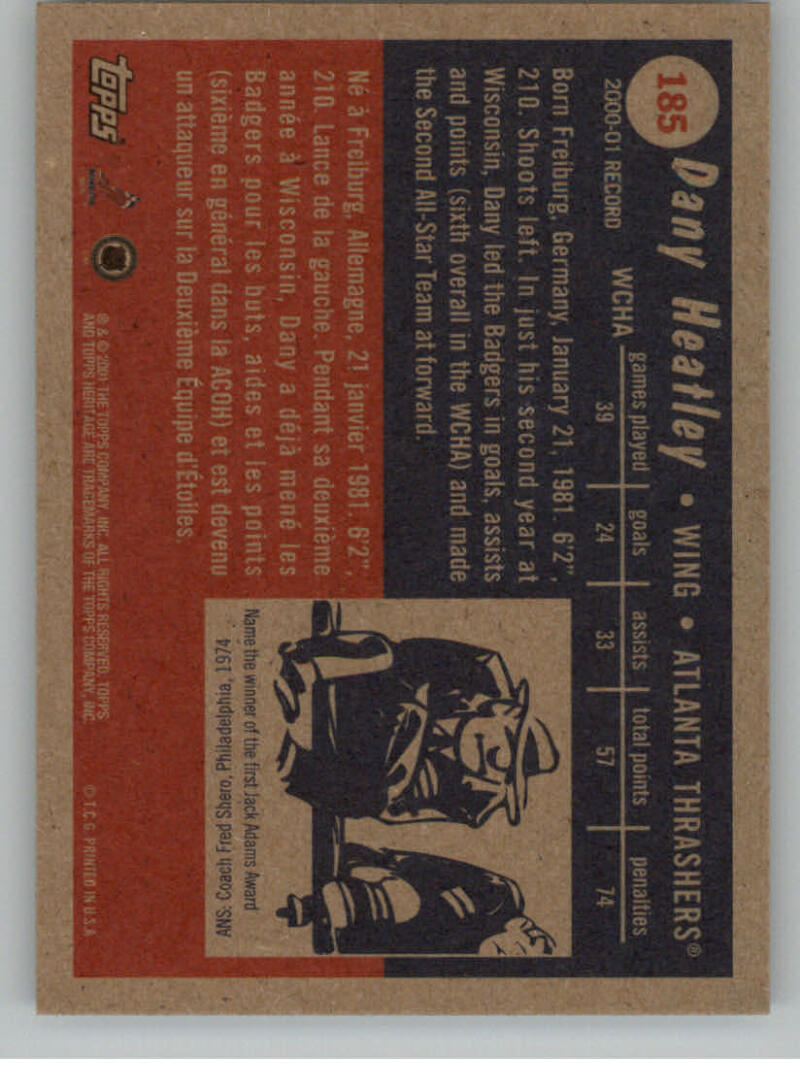 185
Dany Heatley • WING • ATLANTA THRASHERS®
2000-01 RECORD
games played goals assists total points penalties
WCHA 39 24 33 57 74
Born Freiburg, Germany, January 21, 1981. 6'2",
210. Shoots left. In just his second year at
Wisconsin, Dany led the Badgers in goals, assists
and points (sixth overall in the WCHA) and made
the Second All-Star Team at forward.
Né à Freiburg, Allemagne, 21 janvier 1981. 6'2",
210. Lance de la gauche. Pendant sa deuxième
année à Wisconsin, Dany a déjà mené les
Badgers pour les buts, aides et les points
(sixième en général dans la ACOH) et est devenu
un attaqueur sur la Deuxième Équipe d'Étoiles.
Name the winner of the first Jack Adams Award
ANS: Coach Fred Shero, Philadelphia, 1974
topps
® & © 2001 THE TOPPS COMPANY, INC. ALL RIGHTS RESERVED. TOPPS
AND TOPPS HERITAGE ARE TRADEMARKS OF THE TOPPS COMPANY, INC.
© T.C.G. PRINTED IN U.S.A.